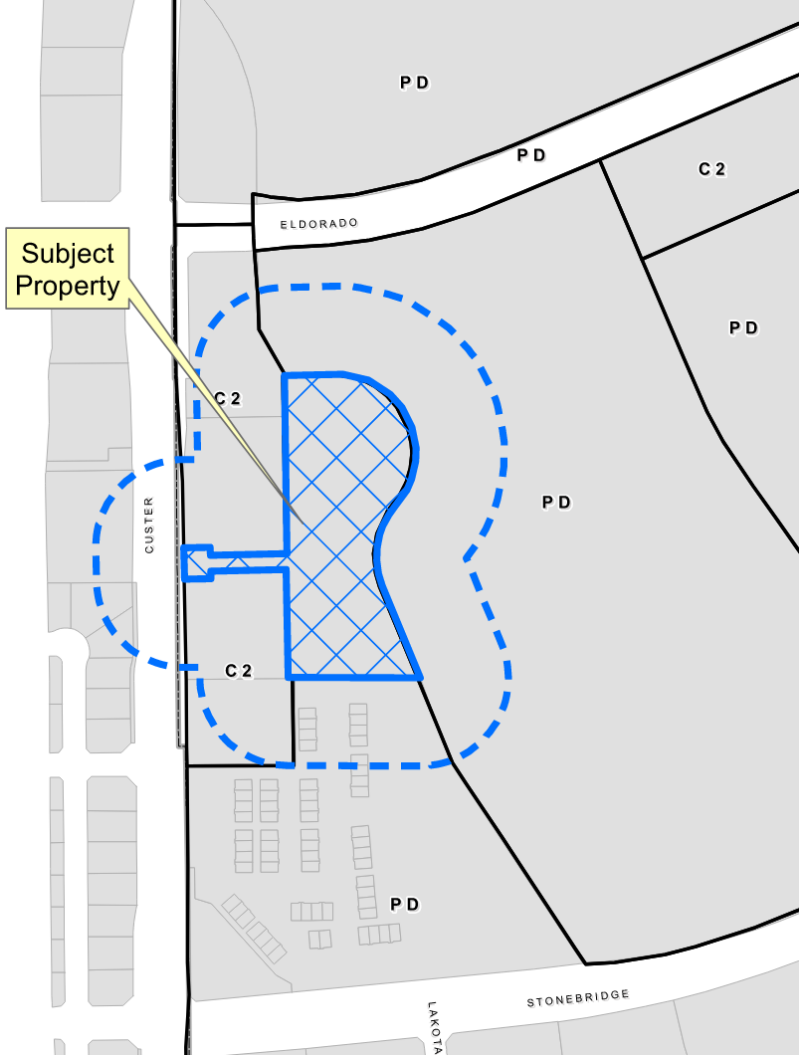 P D
P D
C 2
ELDORADO
Subject
Property
P D
C 2
P D
CUSTER
C 2
P D
STONEBRIDGE
LAKOTA